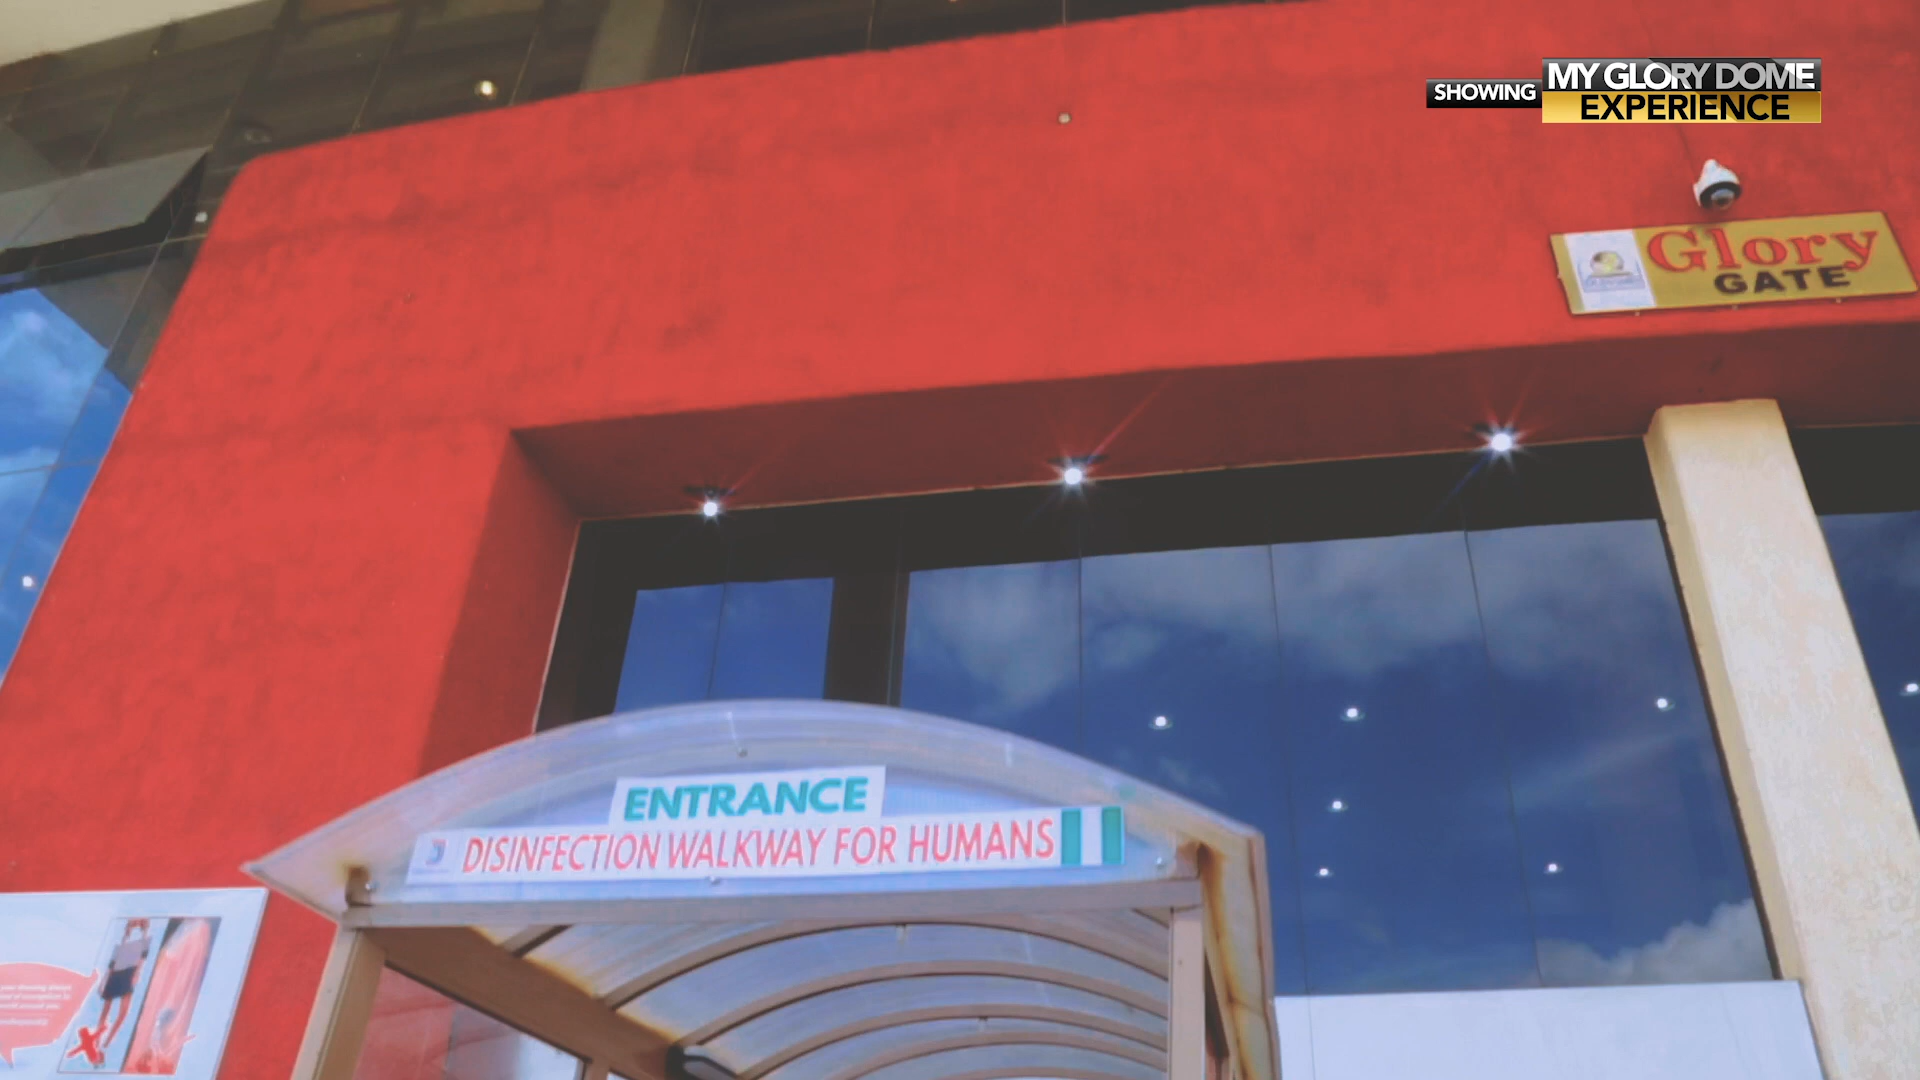 SHOWING
MY GLORY DOME
EXPERIENCE
Glory
GATE
ENTRANCE
DISINFECTION WALKWAY FOR HUMANS